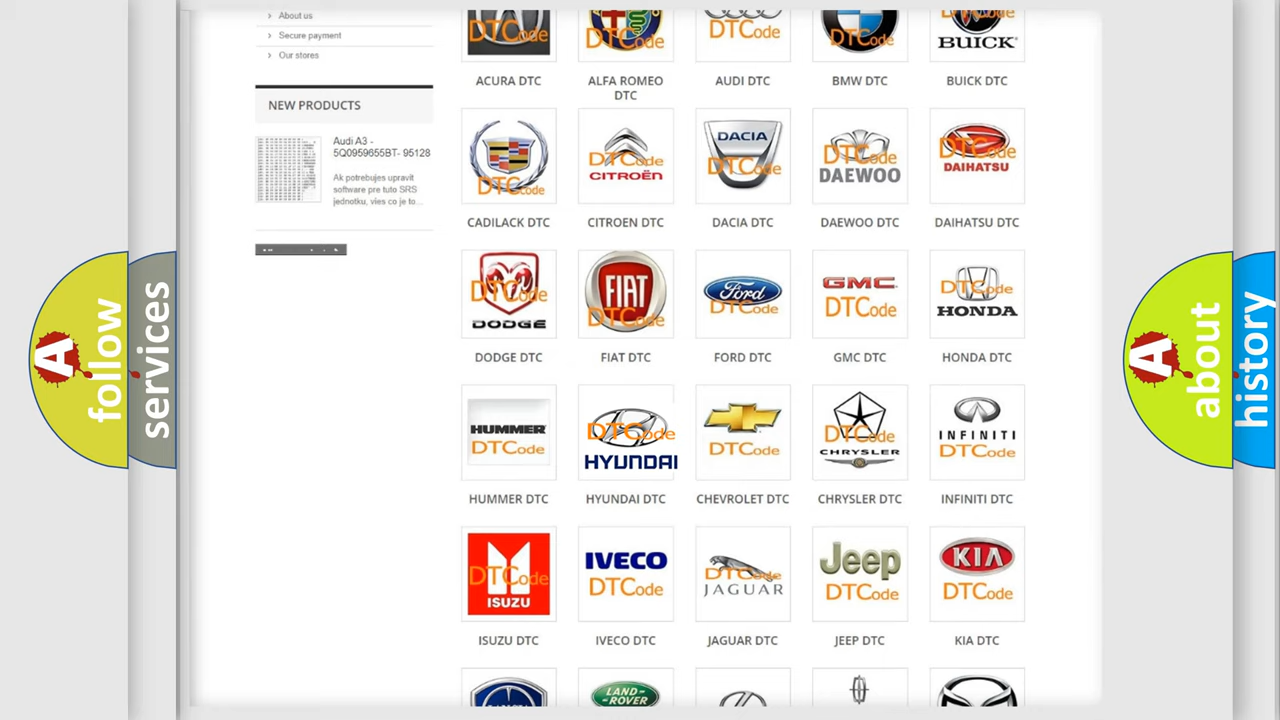 About us
Secure payment
Our stores
NEW PRODUCTS
Audi A3 -
5Q0959655BT- 95128
Ak potrebujes upravit
software pre tuto SRS
jednotku, vies co je to...
DTCode
DTCode
DTCode
DTCode
BUICK
ACURA DTC
ALFA ROMEO
DTC
AUDI DTC
BMW DTC
BUICK DTC
DTCode
DTCode
CITROËN
DACIA
DTCode
DTCode
DAEWOO
DTCode
DAIHATSU
CADILACK DTC
CITROEN DTC
DACIA DTC
DAEWOO DTC
DAIHATSU DTC
DTCode
DODGE
FIAT
DTCode
Ford
DTCode
GMC
DTCode
DTCode
HONDA
DODGE DTC
FIAT DTC
FORD DTC
GMC DTC
HONDA DTC
HUMMER
DTCode
DTCode
HYUNDAI
DTCode
DTCode
CHRYSLER
INFINITI
DTCode
HUMMER DTC
HYUNDAI DTC
CHEVROLET DTC
CHRYSLER DTC
INFINITI DTC
DTCode
ISUZU
IVECO
DTCode
DTCode
JAGUAR
Jeep
DTCode
KIA
DTCode
ISUZU DTC
IVECO DTC
JAGUAR DTC
JEEP DTC
KIA DTC
LAND-
ROVER
A
follow
services
A
about
history